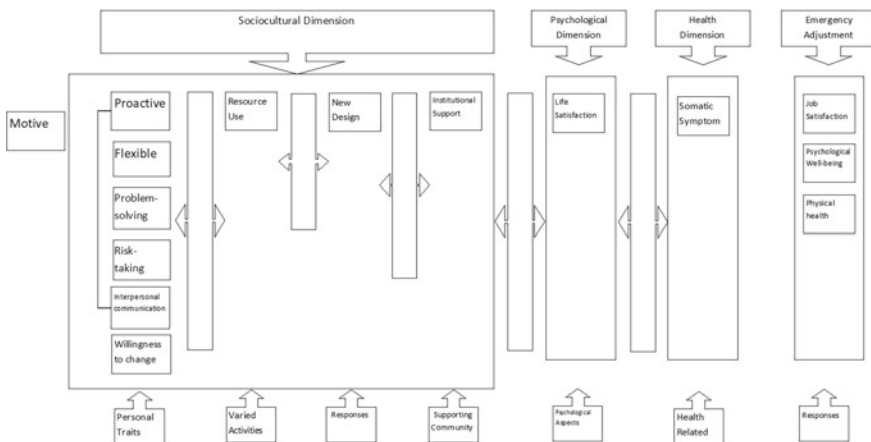 Sociocultural Dimension
Psychological
Dimension
Health
Dimension
Emergency
Adjustment
Motive
Proactive
Flexible
Problem-
solving
Risk-
taking
Interpersonal
communication
Willingness
to change
Resource
Use
New
Design
Institutional
Support
Life
Satisfaction
Somatic
Symptom
Job
Satisfaction
Psychological
Well-being
Physical
health
Personal
Traits
Varied
Activities
Responses
Supporting
Community
Psychological
Aspects
Health
Related
Responses